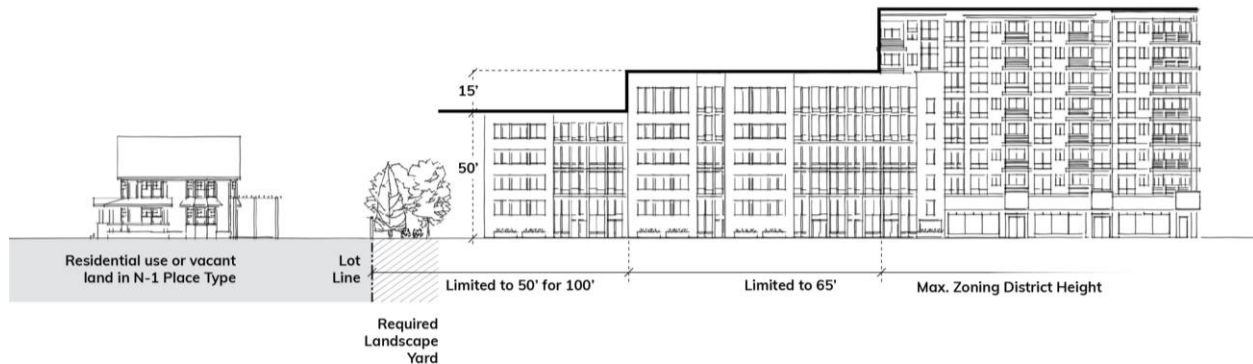 15'
50'
Residential use or vacant
land in N-1 Place Type
Lot
Line
Limited to 50' for 100'
Limited to 65'
Max. Zoning District Height
Required
Landscape
Yard